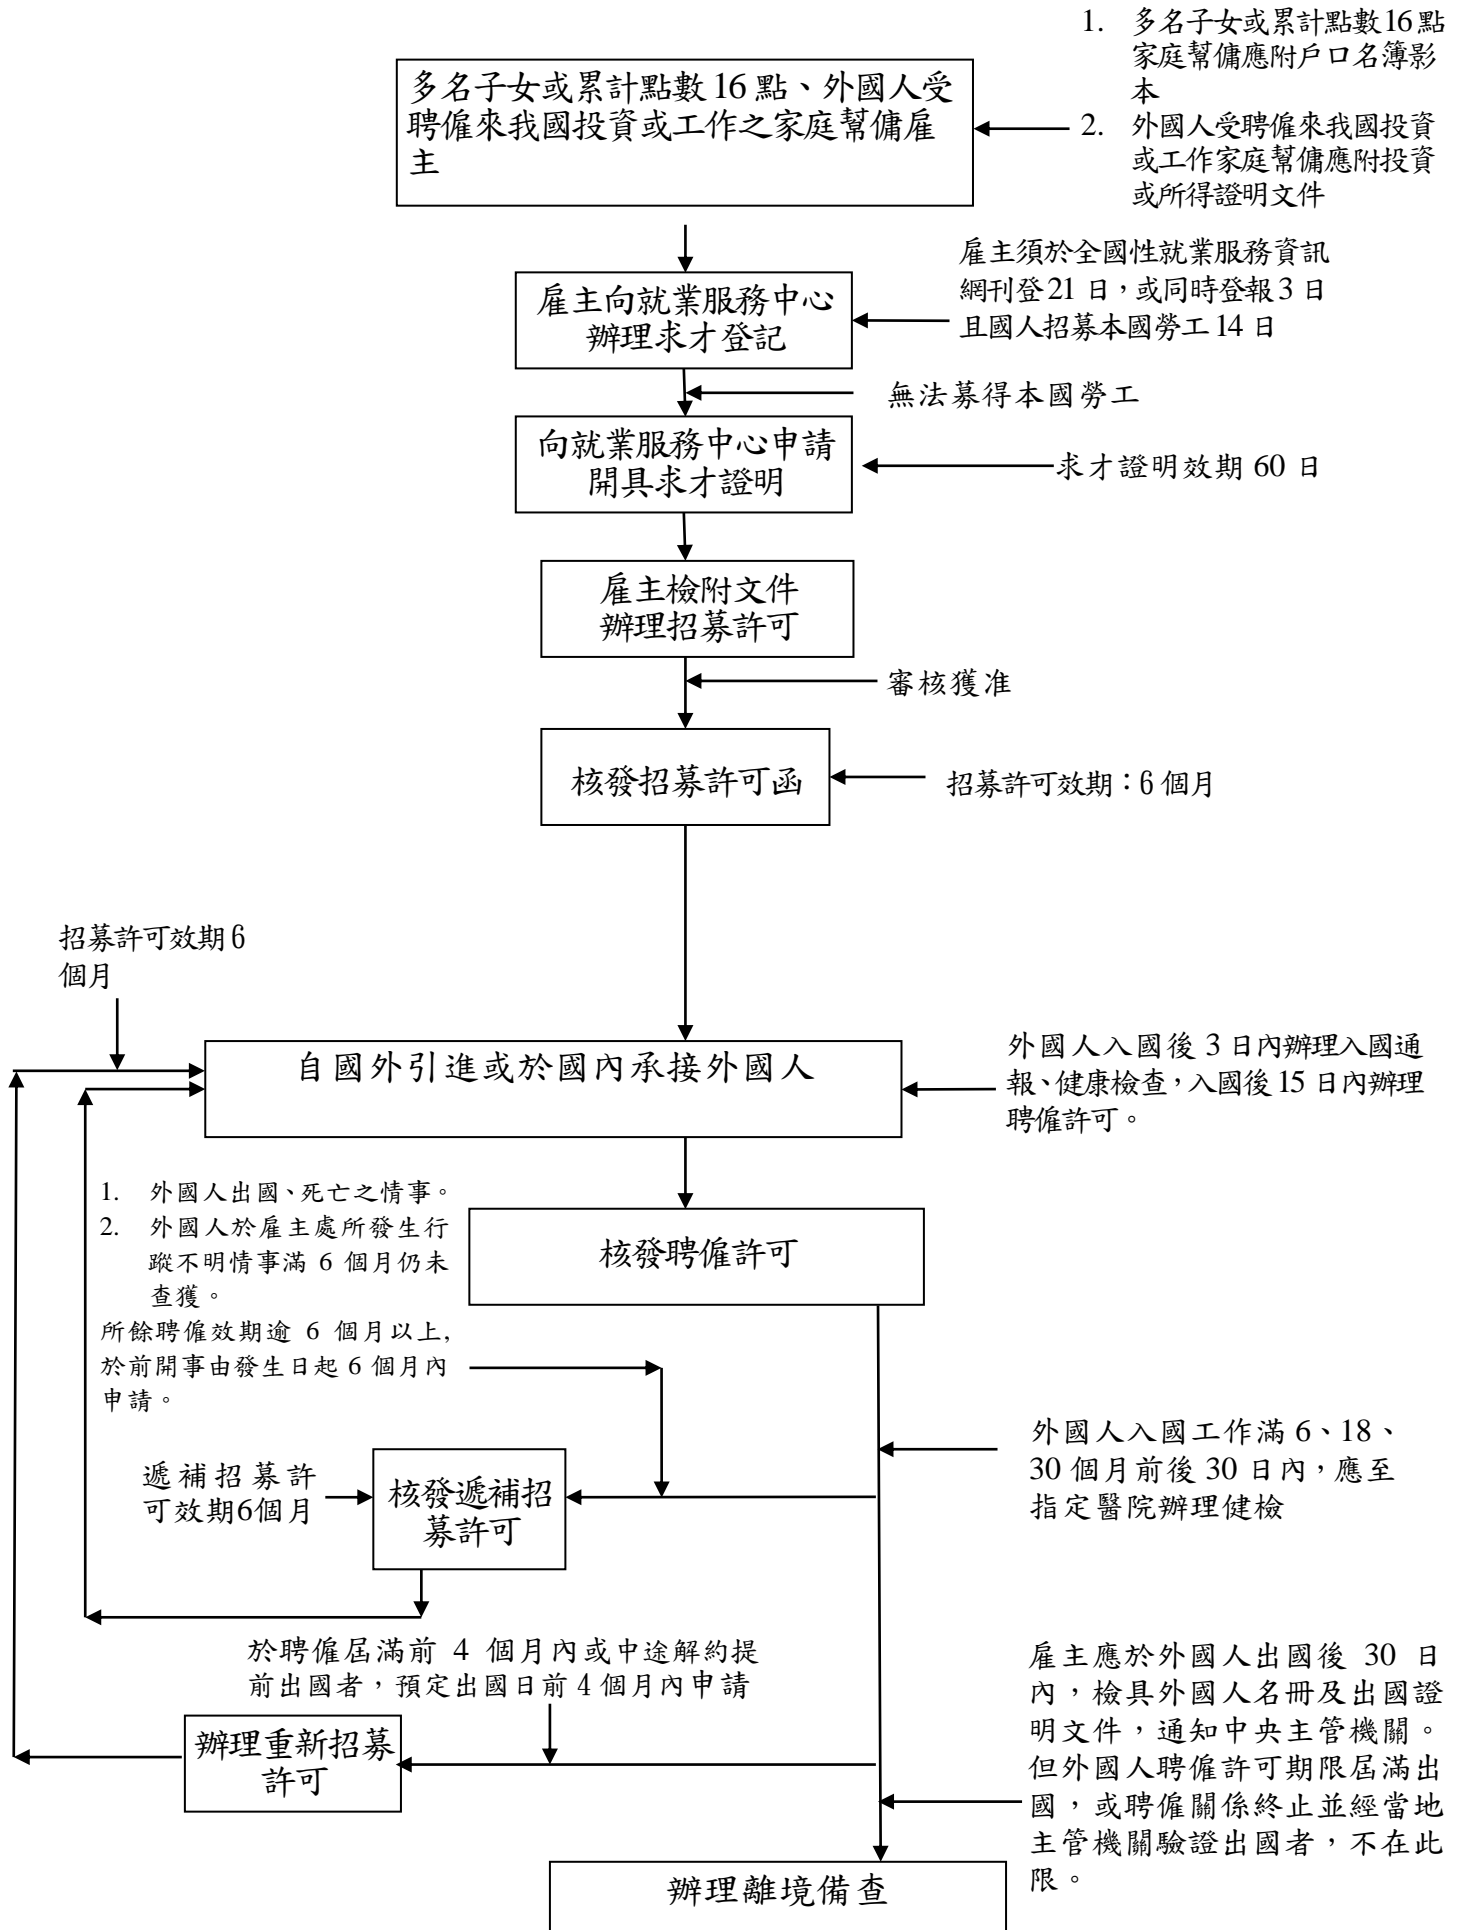 1. 多名子女或累計點數16點
家庭幫傭應附戶口名簿影
本
2. 外國人受聘僱來我國投資
或工作家庭幫傭應附投資
或所得證明文件
多名子女或累計點數 16 點、外國人受
聘僱來我國投資或工作之家庭幫傭雇
主
雇主須於全國性就業服務資訊
網刊登21 日，或同時登報3 日
且國人招募本國勞工14 日
雇主向就業服務中心
辦理求才登記
無法募得本國勞工
向就業服務中心申請
開具求才證明
求才證明效期 60 日
雇主檢附文件
辦理招募許可
審核獲准
核發招募許可函
招募許可效期：6 個月
招募許可效期 6
個月
自國外引進或於國內承接外國人
外國人入國後 3 日內辦理入國通
報、健康檢查，入國後 15 日內辦理
聘僱許可。
1. 外國人出國、死亡之情事。
2. 外國人於雇主處所發生行
蹤不明情事滿 6 個月仍未
查獲。
所餘聘僱效期逾 6 個月以上,
於前開事由發生日起 6 個月內
申請。
核發聘僱許可
外國人入國工作滿 6、18、
30 個月前後 30 日內，應至
指定醫院辦理健檢
遞補招募許
可效期6個月
核發遞補招
募許可
於聘僱屆滿前 4 個月內或中途解約提
前出國者，預定出國日前 4 個月內申請
辦理重新招募
許可
雇主應於外國人出國後 30 日
內，檢具外國人名冊及出國證
明文件，通知中央主管機關。
但外國人聘僱許可期限屆滿出
國，或聘僱關係終止並經當地
主管機關驗證出國者，不在此
限。
辦理離境備查